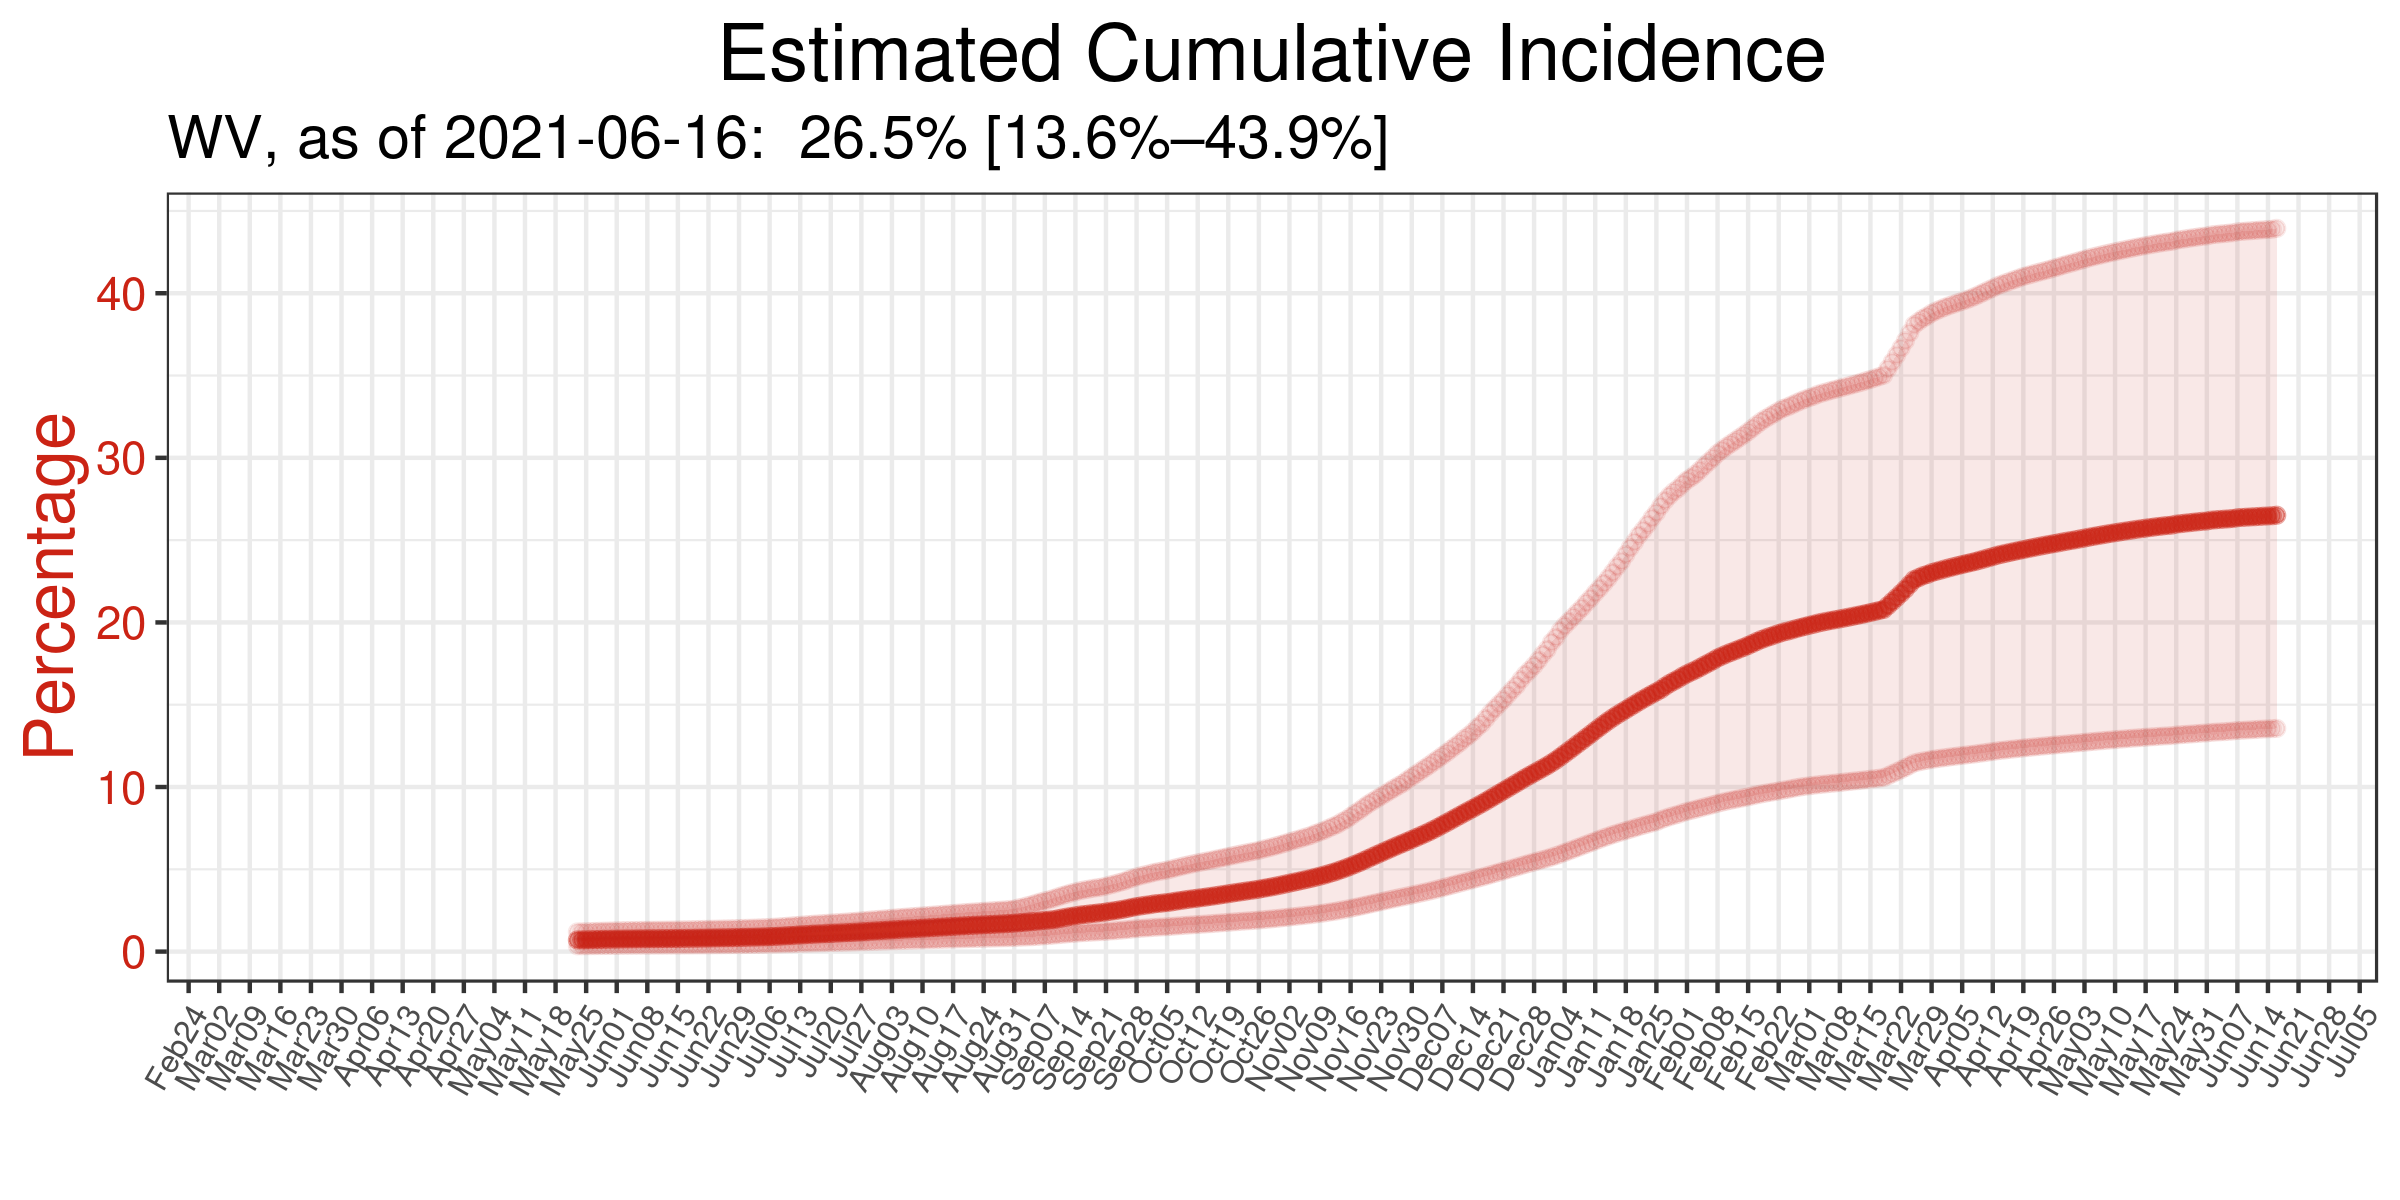 Estimated Cumulative Incidence
WV, as of 2021-06-16:  26.5% [13.6%–43.9%]
Percentage
40
30
20
10
0
Feb24 Mar02 Mar09 Mar16 Mar23 Mar30 Apr06 Apr13 Apr20 Apr27 May04 May11 May18 May25 Jun01 Jun08 Jun15 Jun22 Jun29 Jul06 Jul13 Jul20 Jul27 Aug03 Aug10 Aug17 Aug24 Aug31 Sep07 Sep14 Sep21 Sep28 Oct05 Oct12 Oct19 Oct26 Nov02 Nov09 Nov16 Nov23 Nov30 Dec07 Dec14 Dec21 Dec28 Jan04 Jan11 Jan18 Jan25 Feb01 Feb08 Feb15 Feb22 Mar01 Mar08 Mar15 Mar22 Mar29 Apr05 Apr12 Apr19 Apr26 May03 May10 May17 May24 May31 Jun07 Jun14 Jun21 Jun28 Jul05